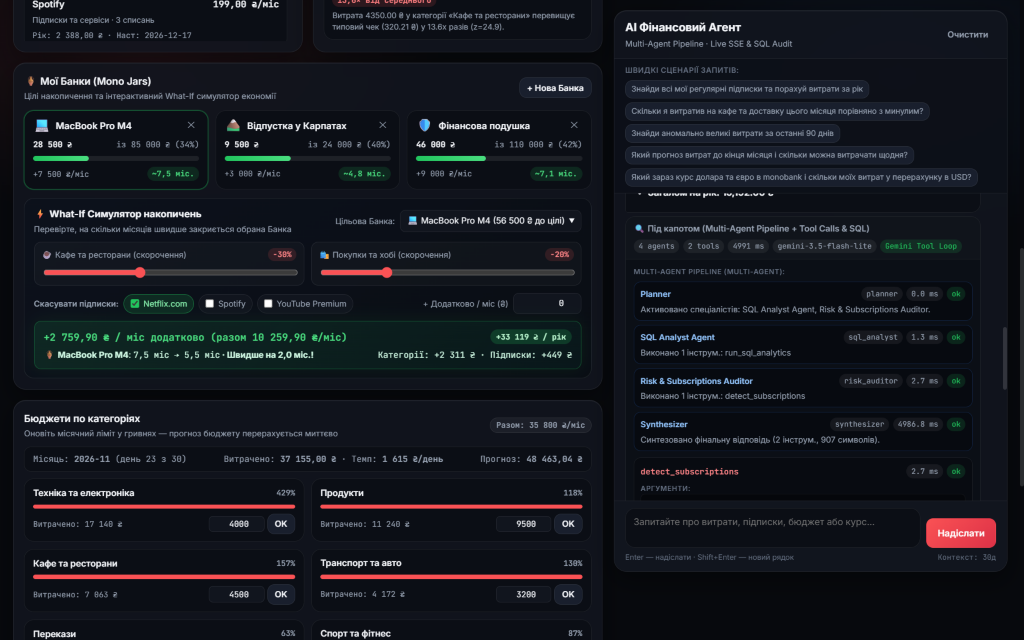 Spotify
199,00 ₴/міс
Підписки та сервіси · 3 списань
Рік: 2 388,00 ₴ · Наст: 2026-12-17
Витрата 4350.00 ₴ у категорії «Кафе та ресторани» перевищує
типовий чек (320.21 ₴) у 13.6x разів (z=24.9).
Мої Банки (Mono Jars)
Цілі накопичення та інтерактивний What-If симулятор економії
+ Нова Банка
MacBook Pro M4
28 500 ₴
із 85 000 ₴ (34%)
+7 500 ₴/міс
~7,5 міс.
Відпустка у Карпатах
9 500 ₴
із 24 000 ₴ (40%)
+3 000 ₴/міс
~4,8 міс.
Фінансова подушка
46 000 ₴
із 110 000 ₴ (42%)
+9 000 ₴/міс
~7,1 міс.
What-If Симулятор накопичень
Перевірте, на скільки місяців швидше закриється обрана Банка
Цільова Банка:
MacBook Pro M4 (56 500 ₴ до цілі) ▼
Кафе та ресторани (скорочення)
-30%
Покупки та хобі (скорочення)
-20%
Скасувати підписки:
Netflix.com
Spotify
YouTube Premium
+ Додатково / міс (₴)
0
+2 759,90 ₴ / міс додатково (разом 10 259,90 ₴/міс)
+33 119 ₴ / рік
MacBook Pro M4: 7,5 міс → 5,5 міс · Швидше на 2,0 міс.!
Категорії: +2 311 ₴ · Підписки: +449 ₴
Бюджети по категоріях
Оновіть місячний ліміт у гривнях — прогноз бюджету перерахується миттєво
Разом: 35 800 ₴/міс
Місяць: 2026-11 (день 23 з 30)
Витрачено: 37 155,00 ₴ · Темп: 1 615 ₴/день
Прогноз: 48 463,04 ₴
Техніка та електроніка
429%
Витрачено: 17 140 ₴
4000
OK
Продукти
118%
Витрачено: 11 240 ₴
9500
OK
Кафе та ресторани
157%
Витрачено: 7 063 ₴
4500
OK
Транспорт та авто
130%
Витрачено: 4 172 ₴
3200
OK
Перекази
63%
Спорт та фітнес
87%
AI Фінансовий Агент
Multi-Agent Pipeline · Live SSE & SQL Audit
Очистити
ШВИДКІ СЦЕНАРІЇ ЗАПИТІВ:
Знайди всі мої регулярні підписки та порахуй витрати за рік
Скільки я витратив на кафе та доставку цього місяця порівняно з минулим?
Знайди аномально великі витрати за останні 90 днів
Який прогноз витрат до кінця місяця і скільки можна витрачати щодня?
Який зараз курс долара та євро в monobank і скільки моїх витрат у перерахунку в USD?
Під капотом (Multi-Agent Pipeline + Tool Calls & SQL)
4 agents
2 tools
4991 ms
gemini-3.5-flash-lite
Gemini Tool Loop
MULTI-AGENT PIPELINE (MULTI-AGENT):
Planner
planner
0.0 ms
ok
Активовано спеціалістів: SQL Analyst Agent, Risk & Subscriptions Auditor.
SQL Analyst Agent
sql_analyst
1.3 ms
ok
Виконано 1 інструм.: run_sql_analytics
Risk & Subscriptions Auditor
risk_auditor
2.7 ms
ok
Виконано 1 інструм.: detect_subscriptions
Synthesizer
synthesizer
4986.8 ms
ok
Синтезовано фінальну відповідь (2 інструм., 907 символів).
detect_subscriptions
2.7 ms
ok
АРГУМЕНТИ:
Запитайте про витрати, підписки, бюджет або курс...
Надіслати
Enter — надіслати · Shift+Enter — новий рядок
Контекст: 30д